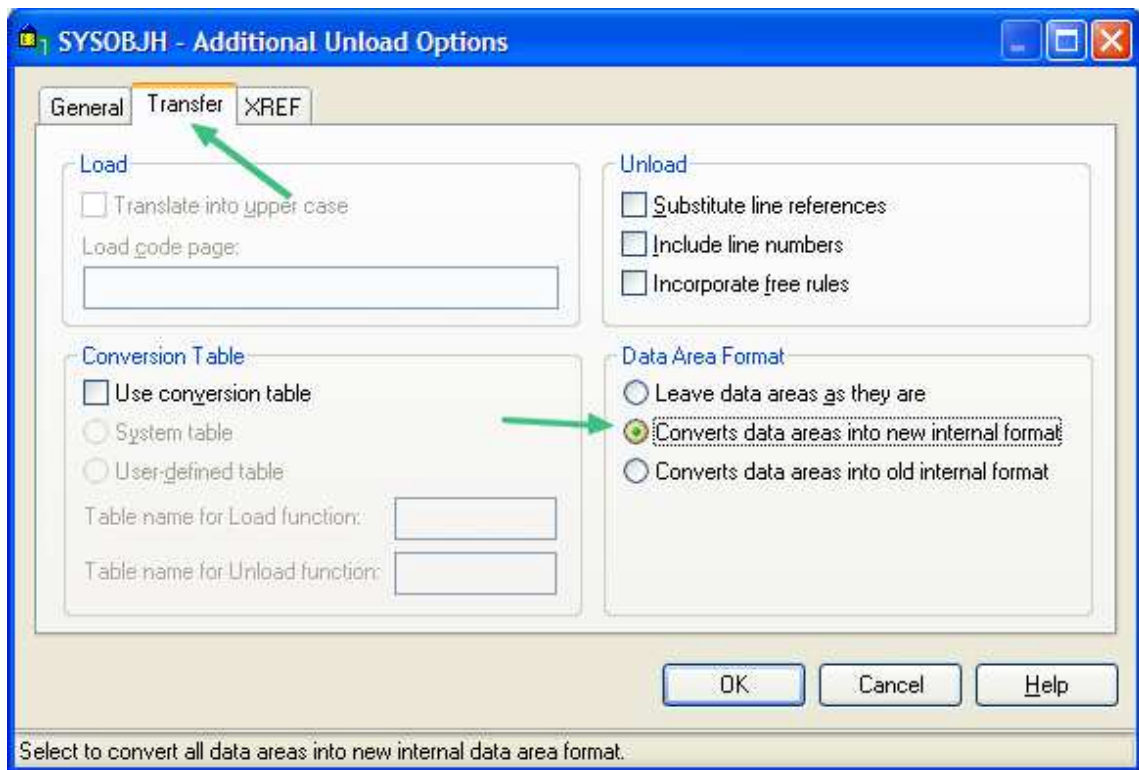 SYSOBJH - Additional Unload Options
General Transfer XREF
Load
Translate into upper case
Load code page:
Unload
Substitute line references
Include line numbers
Incorporate free rules
Conversion Table
Use conversion table
System table
User-defined table
Table name for Load function:
Table name for Unload function:
Data Area Format
Leave data areas as they are
Converts data areas into new internal format
Converts data areas into old internal format
OK Cancel Help
Select to convert all data areas into new internal data area format.